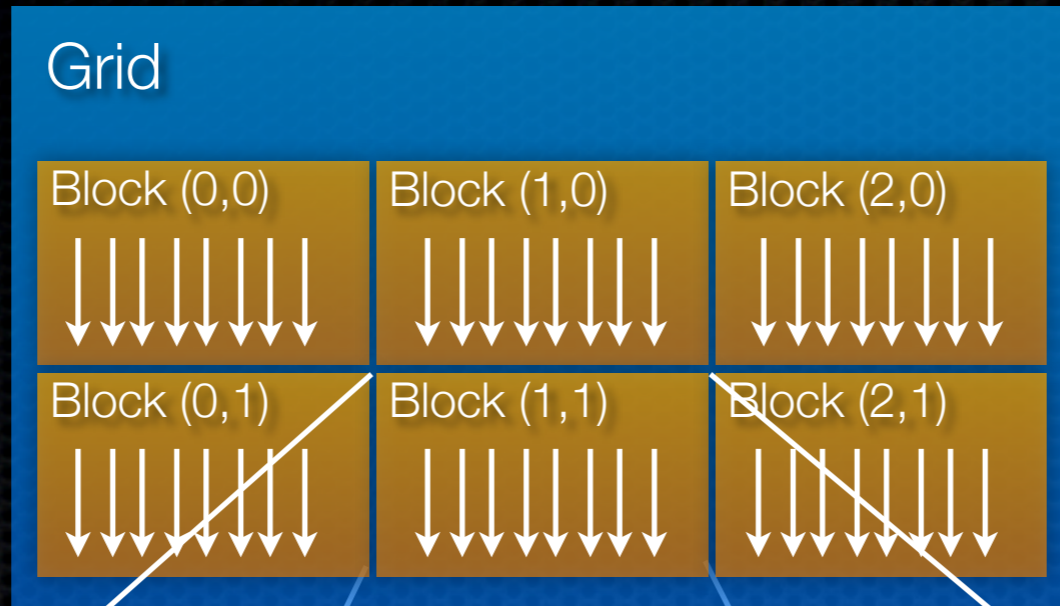 Grid
Block (0,0)
Block (1,0)
Block (2,0)
Block (0,1)
Block (1,1)
Block (2,1)